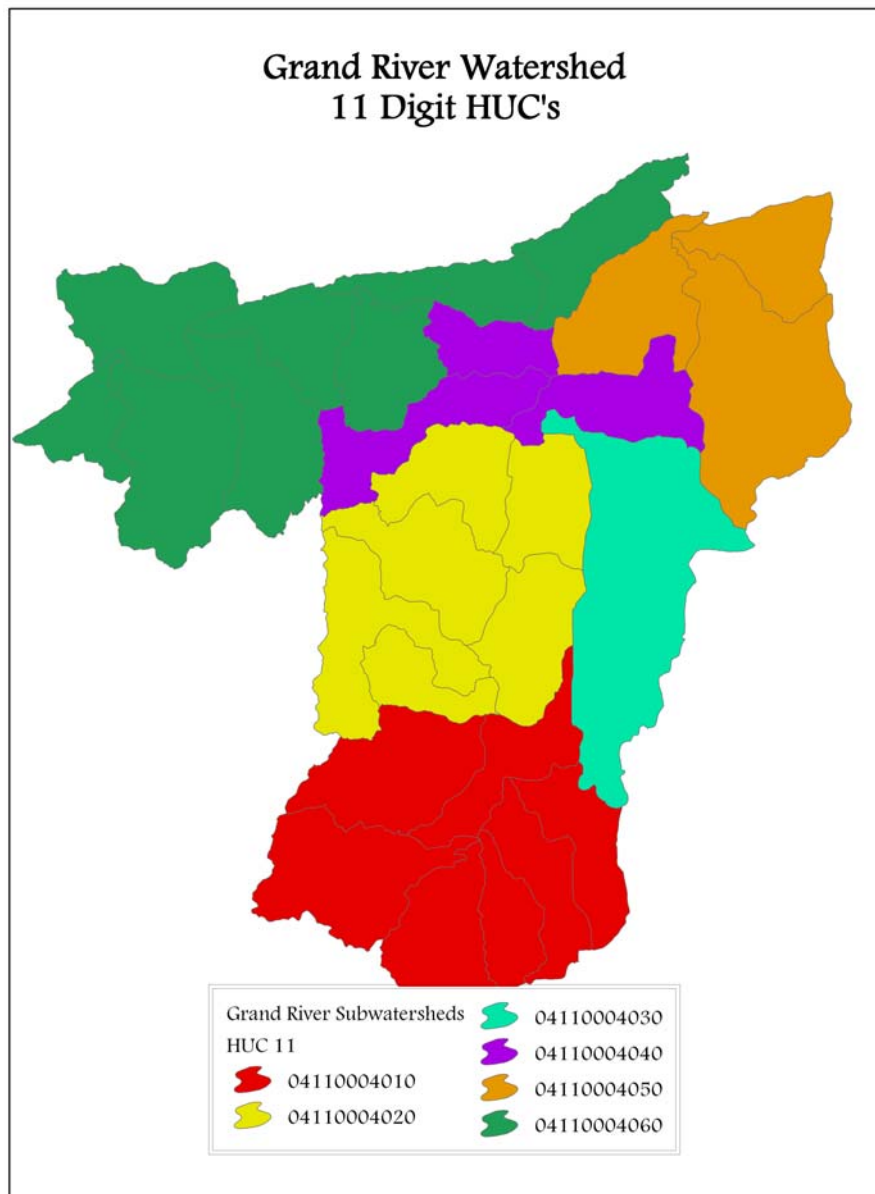 Grand River Watershed
11 Digit HUC's
Grand River Subwatersheds
HUC 11
04110004010
04110004020
04110004030
04110004040
04110004050
04110004060